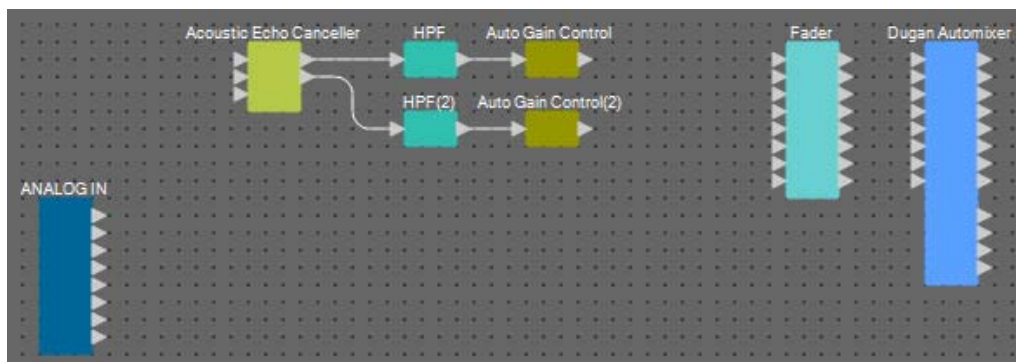 Acoustic Echo Canceller
HPF
Auto Gain Control
Fader
Dugan Automixer
HPF(2)
Auto Gain Control(2)
ANALOG IN